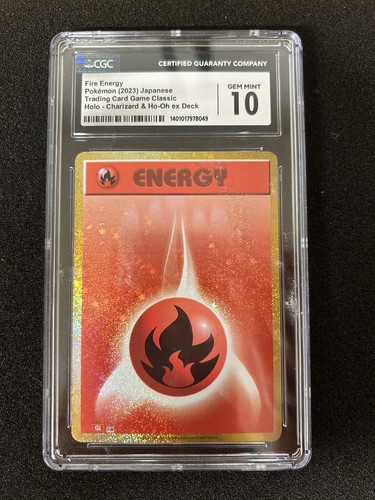 CGC
CERTIFIED GUARANTY COMPANY
Fire Energy
Pokémon (2023) Japanese
Trading Card Game Classic
Holo - Charizard & Ho-Oh ex Deck
1401017978049
GEM MINT
10
ENERGY